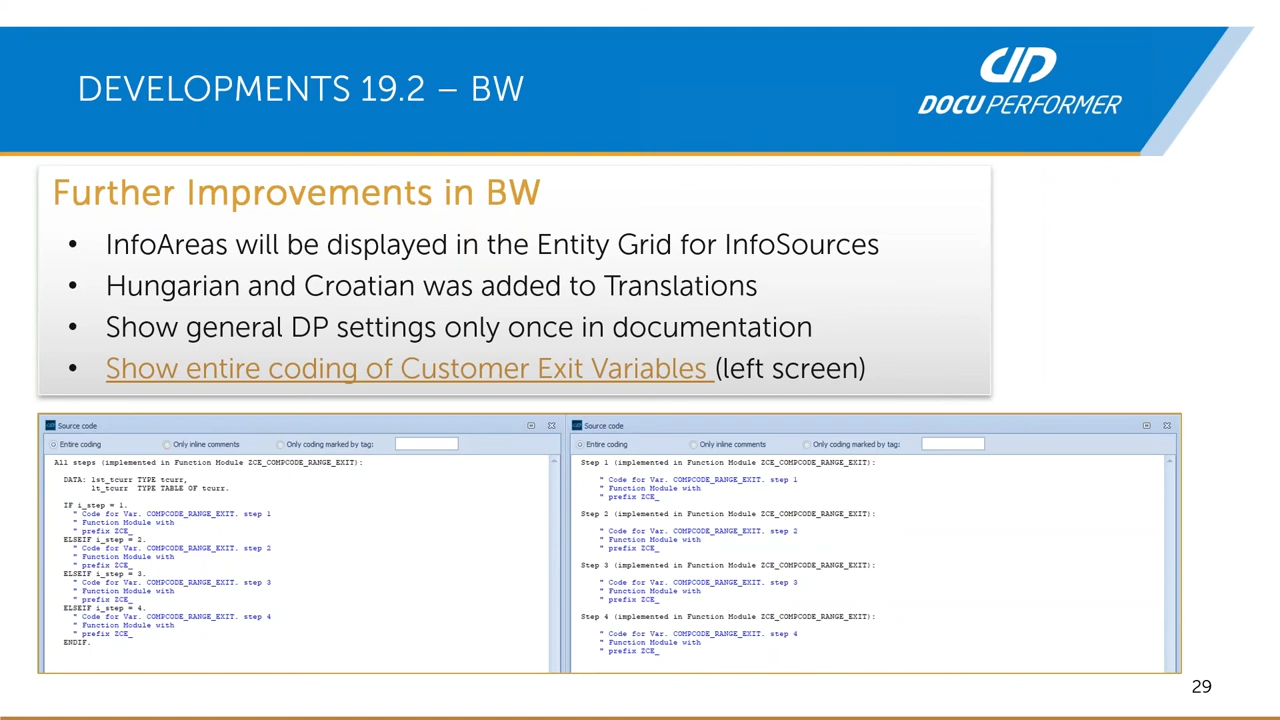 DEVELOPMENTS 19.2 – BW
DOCU PERFORMER
Further Improvements in BW
• InfoAreas will be displayed in the Entity Grid for InfoSources
• Hungarian and Croatian was added to Translations
• Show general DP settings only once in documentation
• Show entire coding of Customer Exit Variables (left screen)
Source code
Entire coding Only inline comments Only coding marked by tag:
All steps (implemented in Function Module ZCE_COMPCODE_RANGE_EXIT):
DATA: lst_tcurr TYPE tcurr,
lt_tcurr TYPE TABLE OF tcurr.
IF i_step = 1.
" Code for Var. COMPCODE_RANGE_EXIT. step 1
" Function Module with
" prefix ZCE_
ELSEIF i_step = 2.
" Code for Var. COMPCODE_RANGE_EXIT. step 2
" Function Module with
" prefix ZCE_
ELSEIF i_step = 3.
" Code for Var. COMPCODE_RANGE_EXIT. step 3
" Function Module with
" prefix ZCE_
ELSEIF i_step = 4.
" Code for Var. COMPCODE_RANGE_EXIT. step 4
" Function Module with
" prefix ZCE_
ENDIF.
Source code
Entire coding Only inline comments Only coding marked by tag:
Step 1 (implemented in Function Module ZCE_COMPCODE_RANGE_EXIT):
" Code for Var. COMPCODE_RANGE_EXIT. step 1
" Function Module with
" prefix ZCE_
Step 2 (implemented in Function Module ZCE_COMPCODE_RANGE_EXIT):
" Code for Var. COMPCODE_RANGE_EXIT. step 2
" Function Module with
" prefix ZCE_
Step 3 (implemented in Function Module ZCE_COMPCODE_RANGE_EXIT):
" Code for Var. COMPCODE_RANGE_EXIT. step 3
" Function Module with
" prefix ZCE_
Step 4 (implemented in Function Module ZCE_COMPCODE_RANGE_EXIT):
" Code for Var. COMPCODE_RANGE_EXIT. step 4
" Function Module with
" prefix ZCE_
29